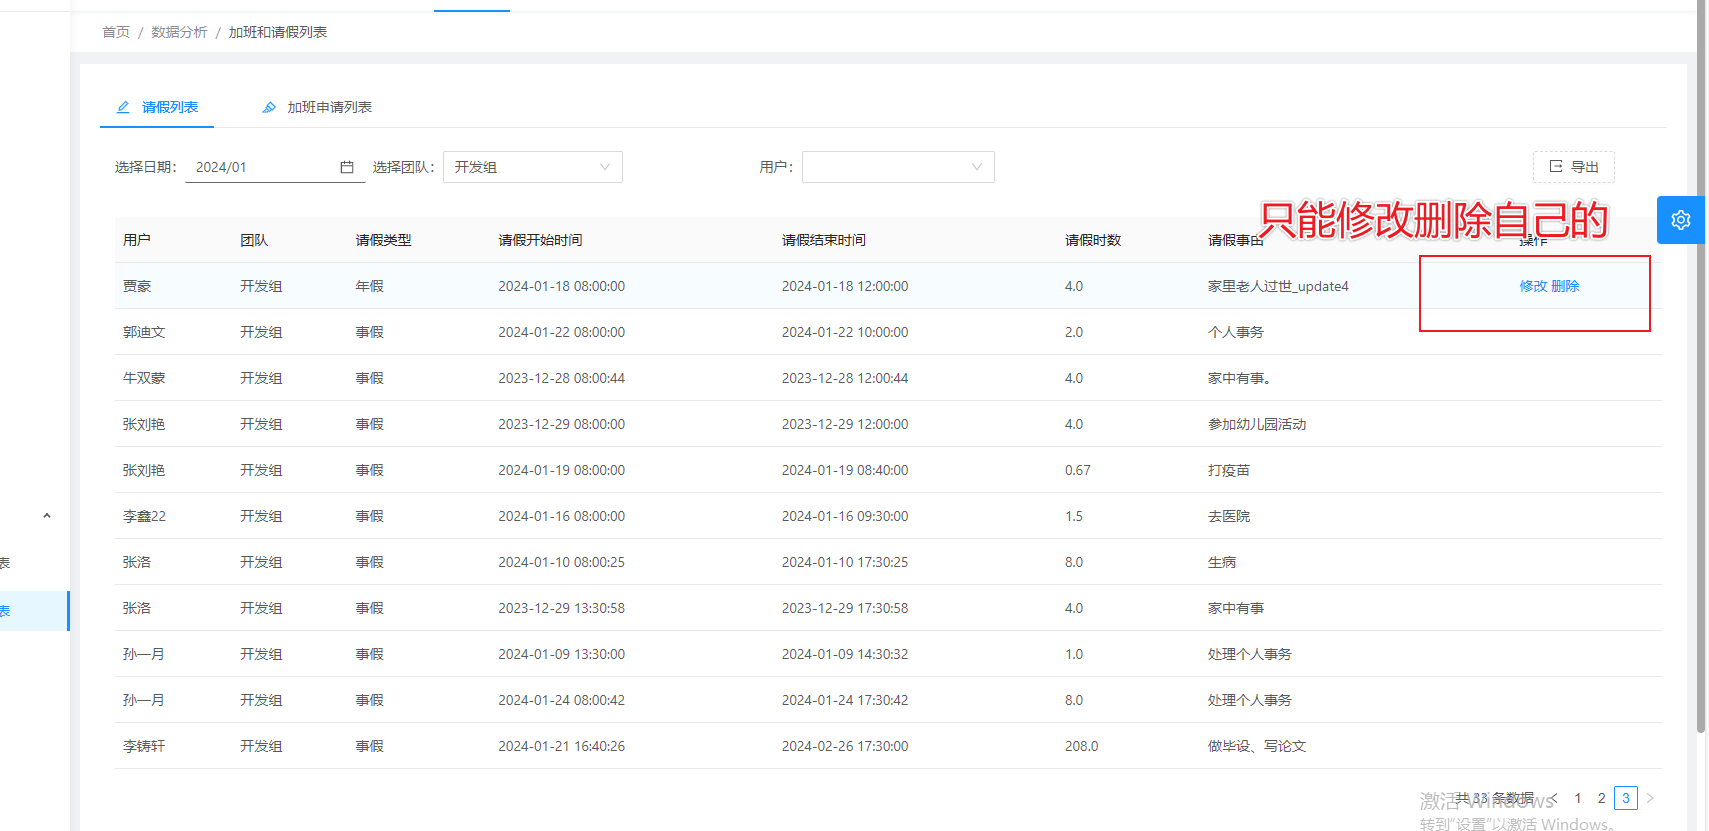 首页 / 数据分析 / 加班和请假列表
请假列表 加班申请列表
选择日期： 2024/01 选择团队： 开发组 用户： 导出
只能修改删除自己的
用户 团队 请假类型 请假开始时间 请假结束时间 请假时数 请假事由 操作
贾豪 开发组 年假 2024-01-18 08:00:00 2024-01-18 12:00:00 4.0 家里老人过世_update4 修改 删除
郭迪文 开发组 事假 2024-01-22 08:00:00 2024-01-22 10:00:00 2.0 个人事务
牛双蒙 开发组 事假 2023-12-28 08:00:44 2023-12-28 12:00:44 4.0 家中有事。
张刘艳 开发组 事假 2023-12-29 08:00:00 2023-12-29 12:00:00 4.0 参加幼儿园活动
张刘艳 开发组 事假 2024-01-19 08:00:00 2024-01-19 08:40:00 0.67 打疫苗
李鑫22 开发组 事假 2024-01-16 08:00:00 2024-01-16 09:30:00 1.5 去医院
表
张洛 开发组 事假 2024-01-10 08:00:25 2024-01-10 17:30:25 8.0 生病
表
张洛 开发组 事假 2023-12-29 13:30:58 2023-12-29 17:30:58 4.0 家中有事
孙一月 开发组 事假 2024-01-09 13:30:00 2024-01-09 14:30:32 1.0 处理个人事务
孙一月 开发组 事假 2024-01-24 08:00:42 2024-01-24 17:30:42 8.0 处理个人事务
李铸轩 开发组 事假 2024-01-21 16:40:26 2024-02-26 17:30:00 208.0 做毕设、写论文
共 33 条数据 < 1 2 3 >
激活 Windows
转到"设置"以激活 Windows。